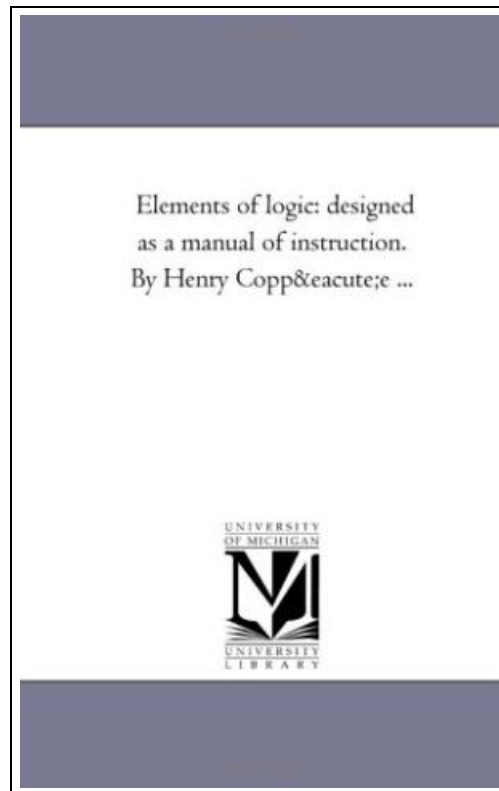 Elements of logic: designed
as a manual of instruction.
By Henry Copp&eacute;e ...
UNIVERSITY
OF MICHIGAN
UNIVERSITY
LIBRARY